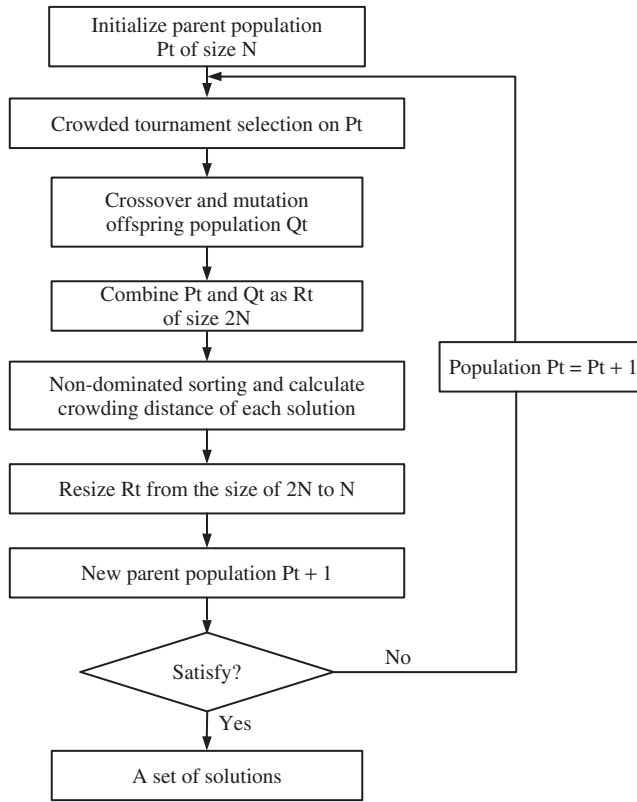 Initialize parent population
Pt of size N
Crowded tournament selection on Pt
Crossover and mutation
offspring population Qt
Combine Pt and Qt as Rt
of size 2N
Population Pt = Pt + 1
Non-dominated sorting and calculate
crowding distance of each solution
Resize Rt from the size of 2N to N
New parent population Pt + 1
Satisfy?
No
Yes
A set of solutions